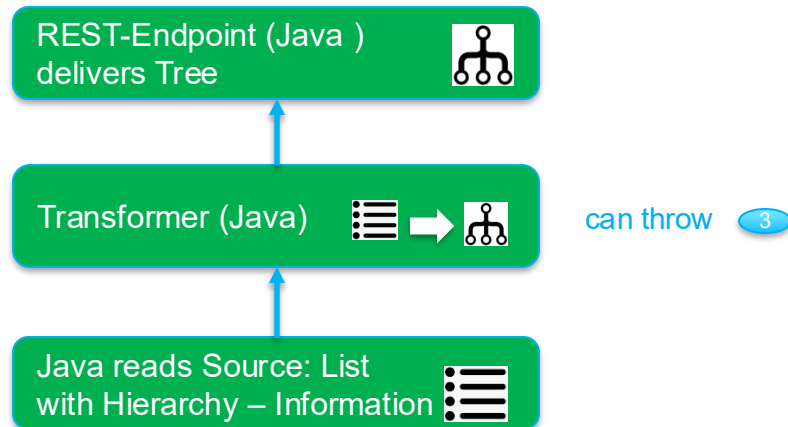 REST-Endpoint (Java )
delivers Tree
Transformer (Java)
can throw 3
Java reads Source: List
with Hierarchy – Information